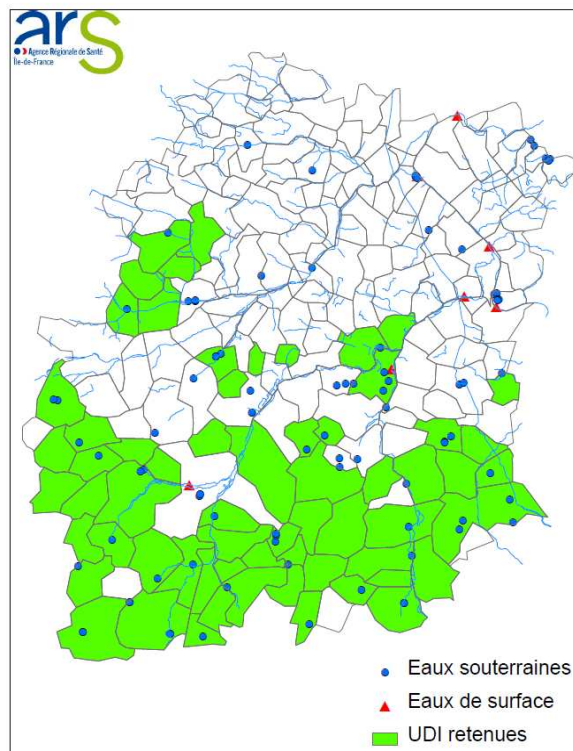 ars
Agence Régionale de Santé
Île-de-France
Eaux souterraines
Eaux de surface
UDI retenues